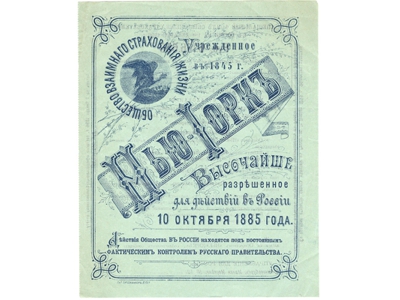 ОБЩЕСТВО ВЗАИМНАГО СТРАХОВАНІЯ ЖИЗНИ
Учрежденное
въ 1845 г.
НЬЮ-ІОРКЪ
ВЫСОЧАЙШЕ
разрѣшенное
для дѣйствій въ Россіи
10 ОКТЯБРЯ 1885 ГОДА.
Дѣйствія Общества ВЪ РОССІИ находятся подъ постояннымъ
ФАКТИЧЕСКИМЪ КОНТРОЛЕМЪ РУССКАГО ПРАВИТЕЛЬСТВА.